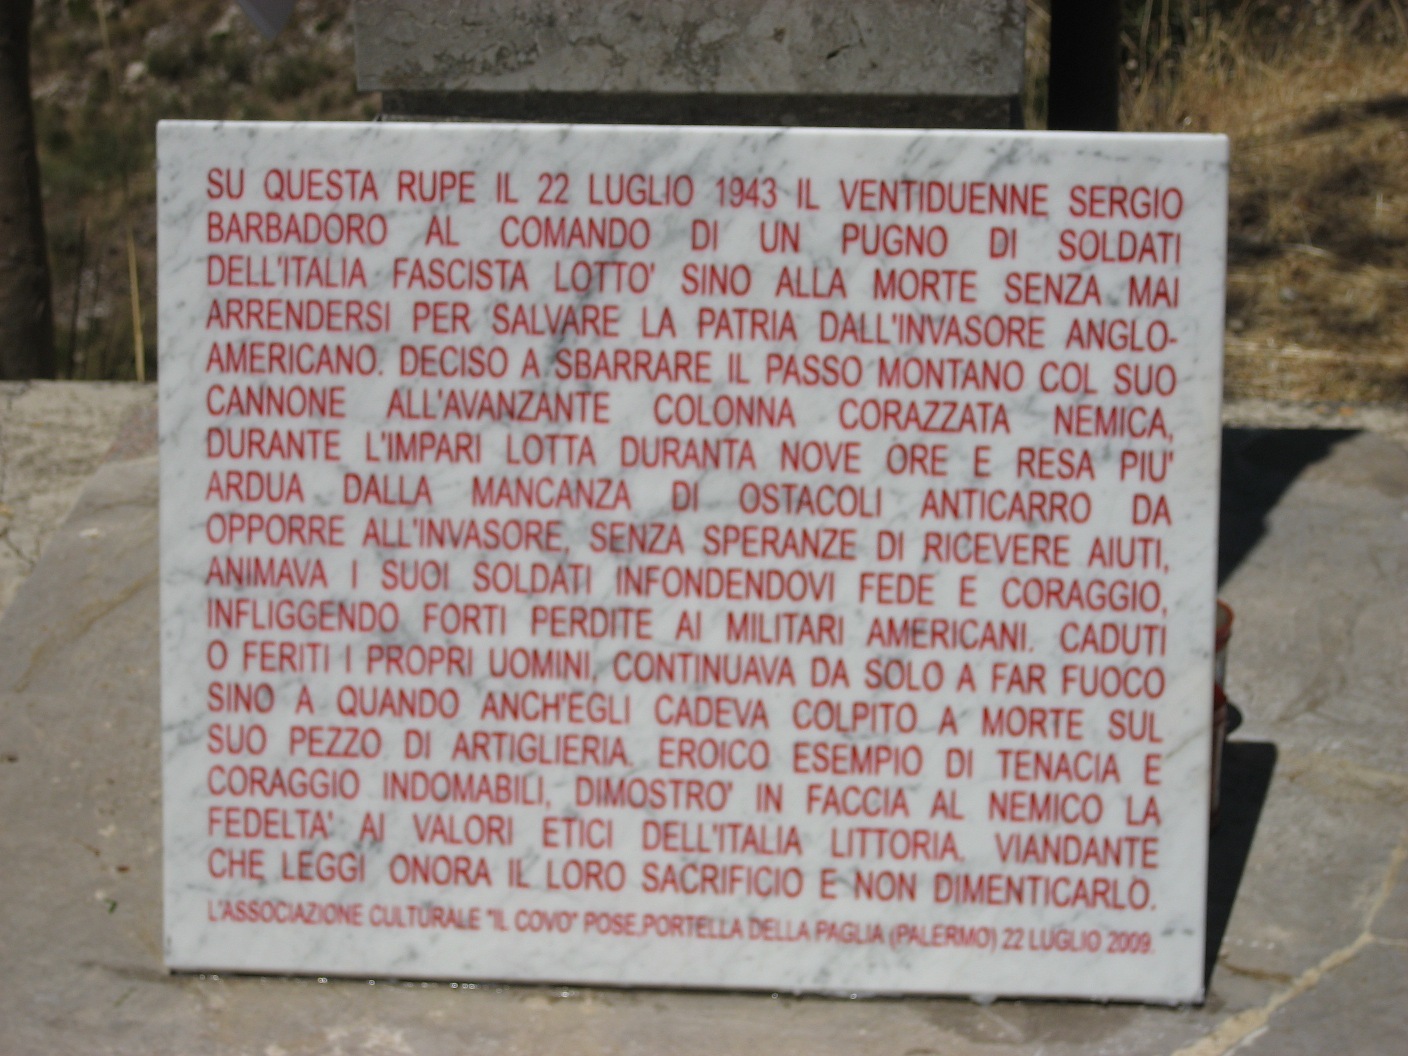 SU QUESTA RUPE IL 22 LUGLIO 1943 IL VENTIDUENNE SERGIO
BARBADORO AL COMANDO DI UN PUGNO DI SOLDATI
DELL'ITALIA FASCISTA LOTTO' SINO ALLA MORTE SENZA MAI
ARRENDERSI PER SALVARE LA PATRIA DALL'INVASORE ANGLO-
AMERICANO. DECISO A SBARRARE IL PASSO MONTANO COL SUO
CANNONE ALL'AVANZANTE COLONNA CORAZZATA NEMICA,
DURANTE L'IMPARI LOTTA DURANTA NOVE ORE E RESA PIU'
ARDUA DALLA MANCANZA DI OSTACOLI ANTICARRO DA
OPPORRE ALL'INVASORE, SENZA SPERANZE DI RICEVERE AIUTI,
ANIMAVA I SUOI SOLDATI INFONDENDOVI FEDE E CORAGGIO,
INFLIGGENDO FORTI PERDITE AI MILITARI AMERICANI. CADUTI
O FERITI I PROPRI UOMINI, CONTINUAVA DA SOLO A FAR FUOCO
SINO A QUANDO ANCH'EGLI CADEVA COLPITO A MORTE SUL
SUO PEZZO DI ARTIGLIERIA. EROICO ESEMPIO DI TENACIA E
CORAGGIO INDOMABILI, DIMOSTRO' IN FACCIA AL NEMICO LA
FEDELTA' AI VALORI ETICI DELL'ITALIA LITTORIA. VIANDANTE
CHE LEGGI ONORA IL LORO SACRIFICIO E NON DIMENTICARLO.
L'ASSOCIAZIONE CULTURALE "IL COVO" POSE.PORTELLA DELLA PAGLIA (PALERMO) 22 LUGLIO 2009.